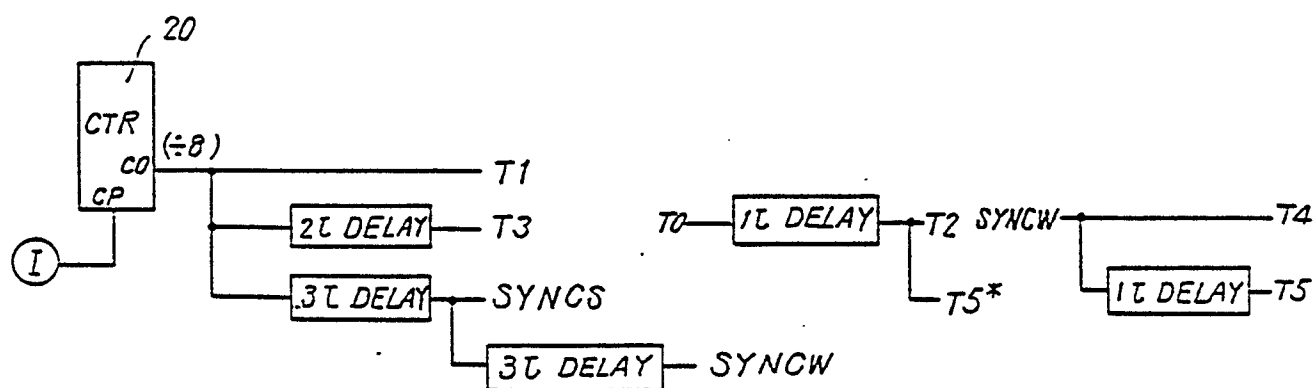 20
CTR
(÷8)
CO
CP
I
T1
2τ DELAY
T3
3τ DELAY
SYNCS
3τ DELAY
SYNCW
T0
1τ DELAY
T2
T5*
SYNCW
T4
1τ DELAY
T5